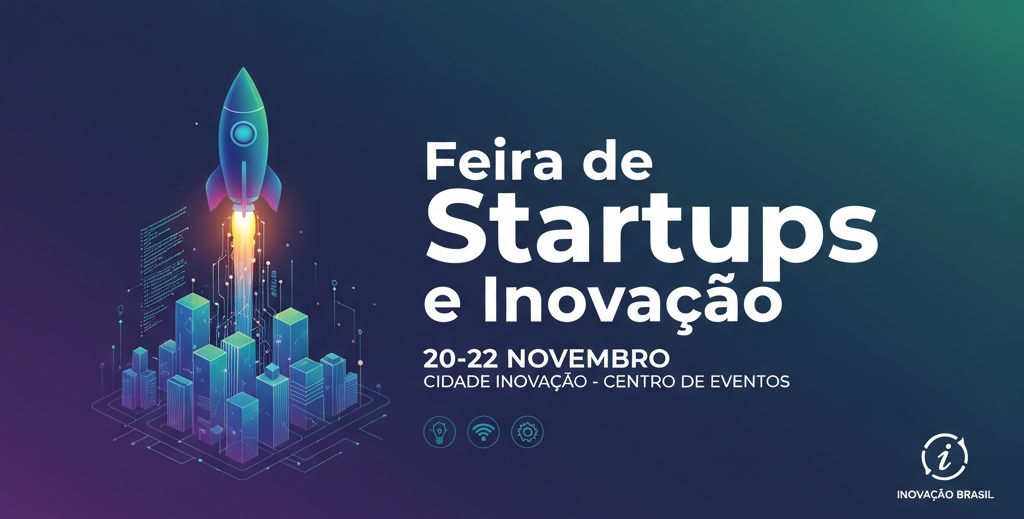 Feira de
Startups
e Inovação
20-22 NOVEMBRO
CIDADE INOVAÇÃO - CENTRO DE EVENTOS
i
INOVAÇÃO BRASIL